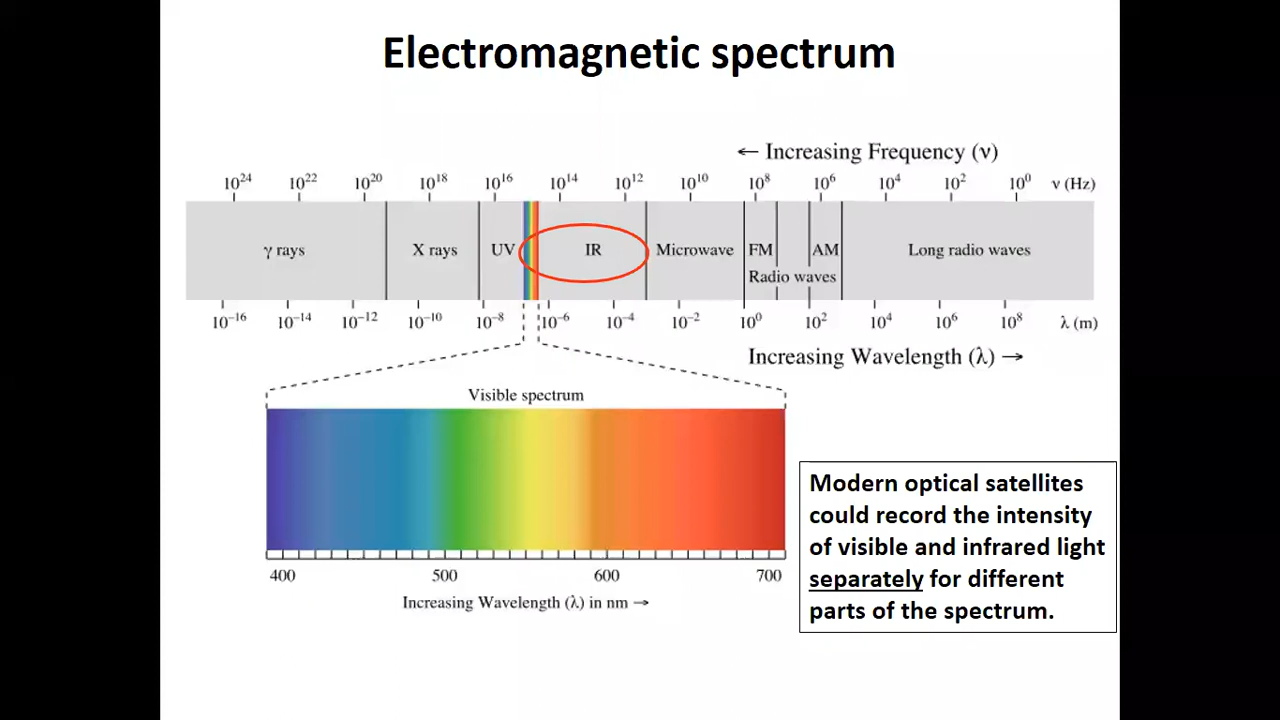 Electromagnetic spectrum
← Increasing Frequency (ν)
10²⁴ 10²² 10²⁰ 10¹⁸ 10¹⁶ 10¹⁴ 10¹² 10¹⁰ 10⁸ 10⁶ 10⁴ 10² 10⁰ ν (Hz)
γ rays X rays UV IR Microwave FM AM Long radio waves
Radio waves
10⁻¹⁶ 10⁻¹⁴ 10⁻¹² 10⁻¹⁰ 10⁻⁸ 10⁻⁶ 10⁻⁴ 10⁻² 10⁰ 10² 10⁴ 10⁶ 10⁸ λ (m)
Increasing Wavelength (λ) →
Visible spectrum
400 500 600 700
Increasing Wavelength (λ) in nm →
Modern optical satellites
could record the intensity
of visible and infrared light
separately for different
parts of the spectrum.